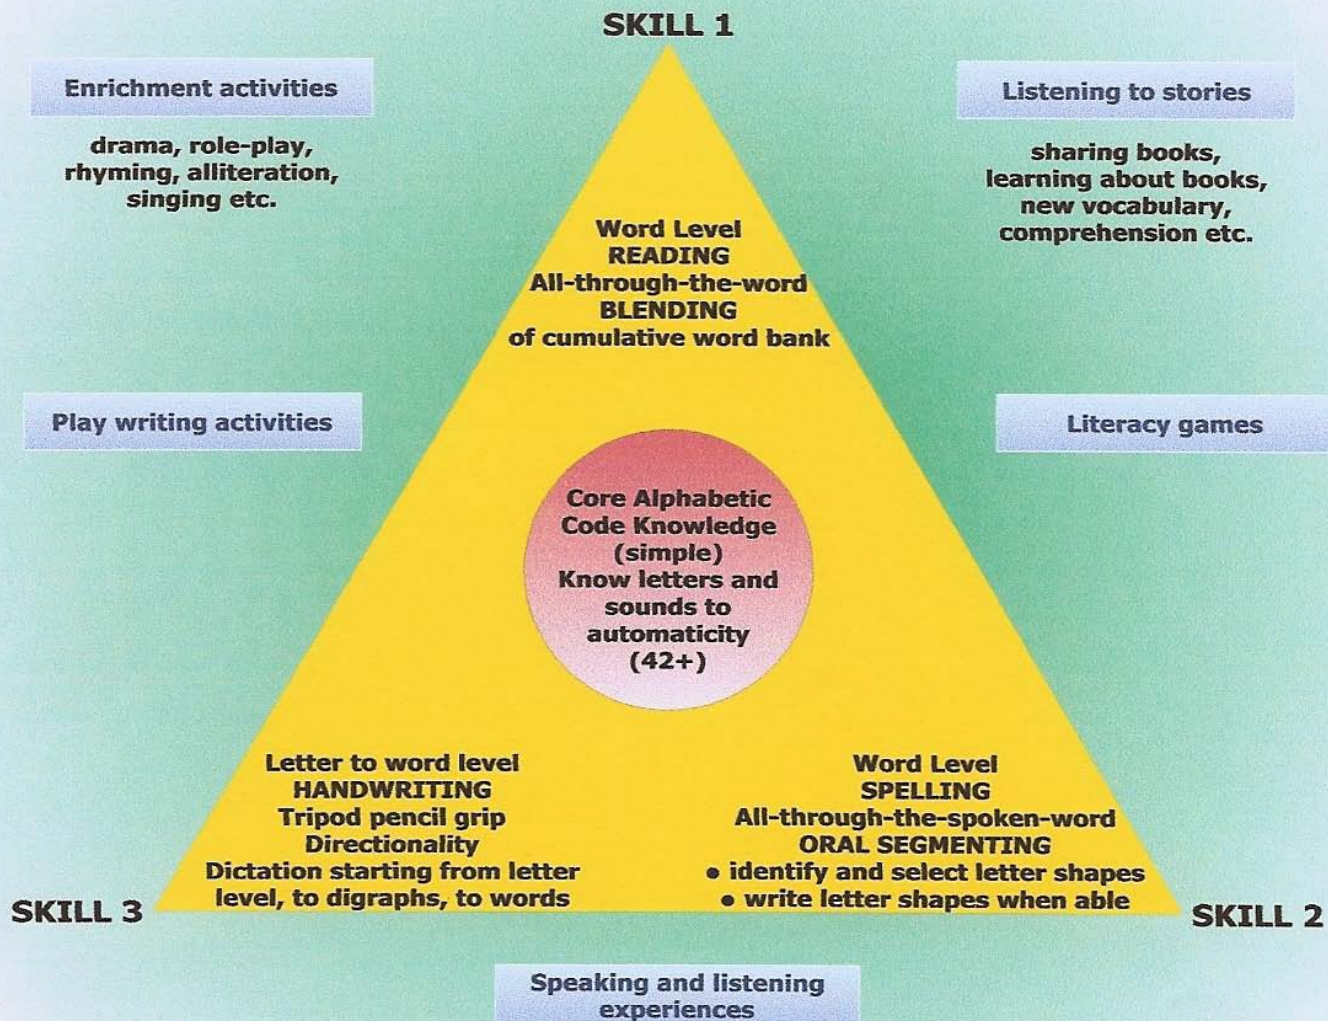 SKILL 1
Enrichment activities
drama, role-play,
rhyming, alliteration,
singing etc.
Listening to stories
sharing books,
learning about books,
new vocabulary,
comprehension etc.
Word Level
READING
All-through-the-word
BLENDING
of cumulative word bank
Play writing activities
Literacy games
Core Alphabetic
Code Knowledge
(simple)
Know letters and
sounds to
automaticity
(42+)
Letter to word level
HANDWRITING
Tripod pencil grip
Directionality
Dictation starting from letter
level, to digraphs, to words
SKILL 3
Word Level
SPELLING
All-through-the-spoken-word
ORAL SEGMENTING
• identify and select letter shapes
• write letter shapes when able
SKILL 2
Speaking and listening
experiences